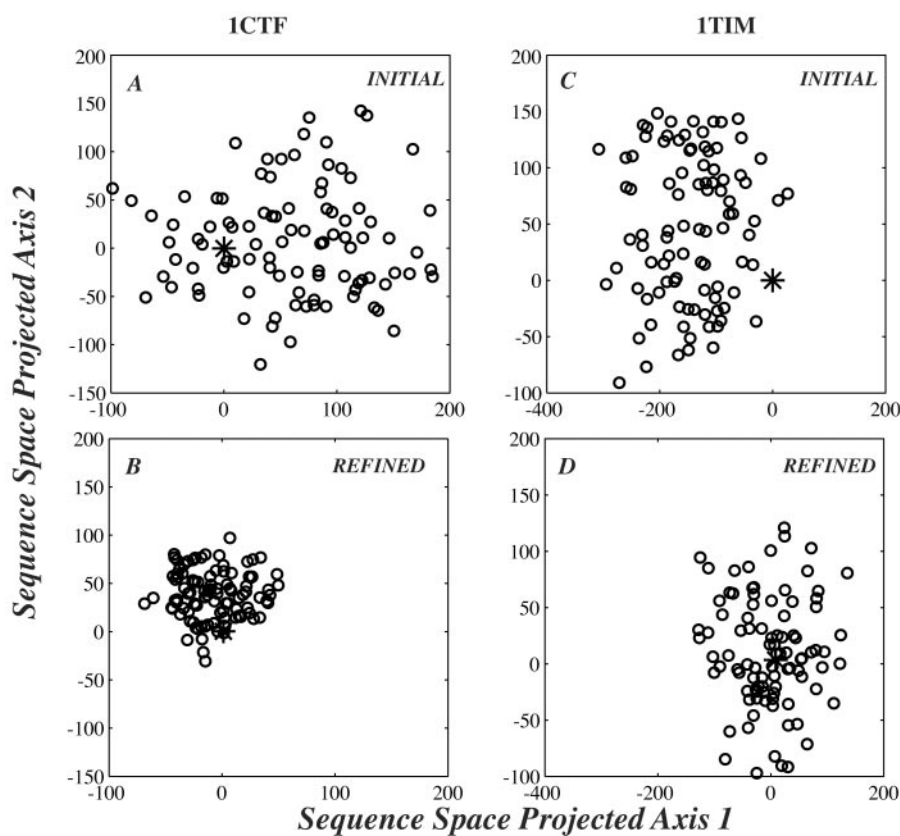 1CTF 1TIM
Sequence Space Projected Axis 2
200
150
100
50
0
-50
-100
-150
A INITIAL
-100 0 100 200
200
150
100
50
0
-50
-100
C INITIAL
-400 -200 0 200
200
150
100
50
0
-50
-100
-150
B REFINED
-100 0 100 200
200
150
100
50
0
-50
-100
D REFINED
-400 -200 0 200
Sequence Space Projected Axis 1